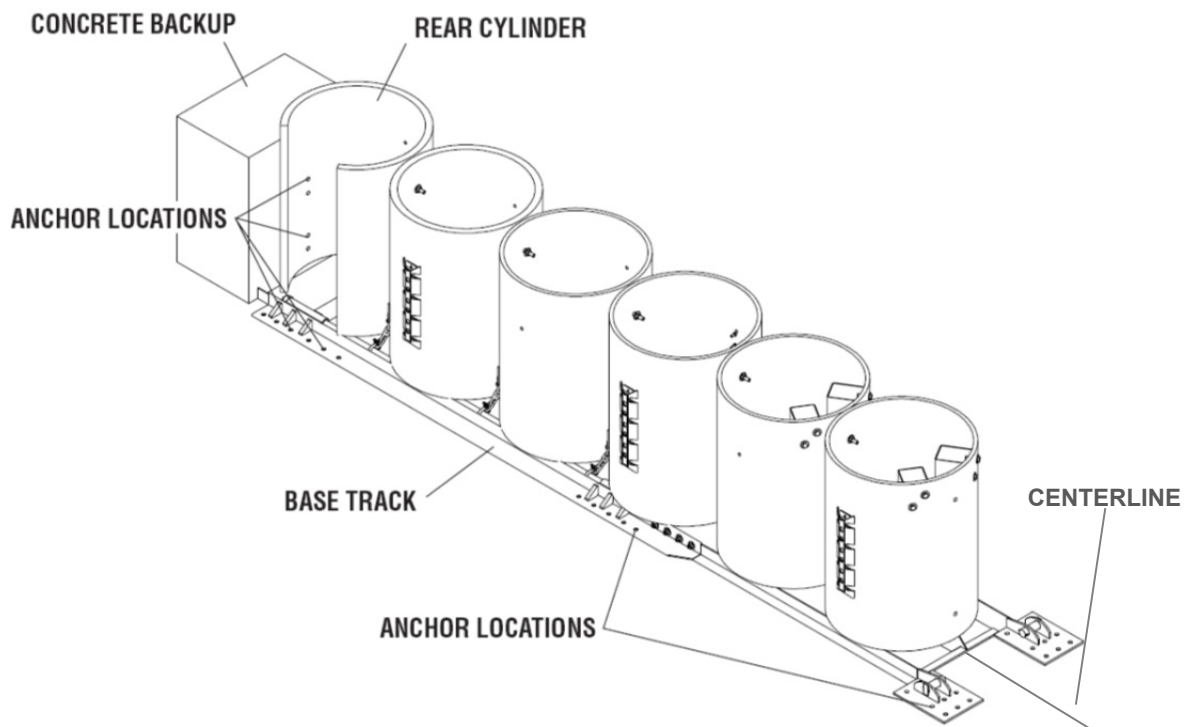 CONCRETE BACKUP
REAR CYLINDER
ANCHOR LOCATIONS
BASE TRACK
CENTERLINE
ANCHOR LOCATIONS